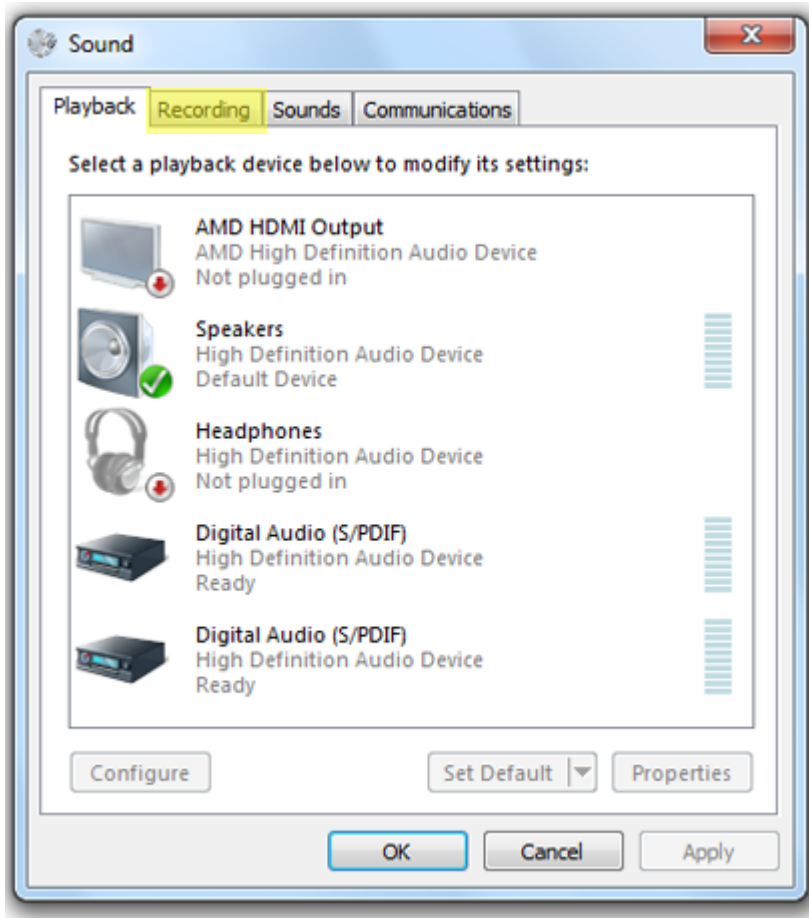 Sound
Playback Recording Sounds Communications
Select a playback device below to modify its settings:
AMD HDMI Output
AMD High Definition Audio Device
Not plugged in
Speakers
High Definition Audio Device
Default Device
Headphones
High Definition Audio Device
Not plugged in
Digital Audio (S/PDIF)
High Definition Audio Device
Ready
Digital Audio (S/PDIF)
High Definition Audio Device
Ready
Configure Set Default Properties
OK Cancel Apply